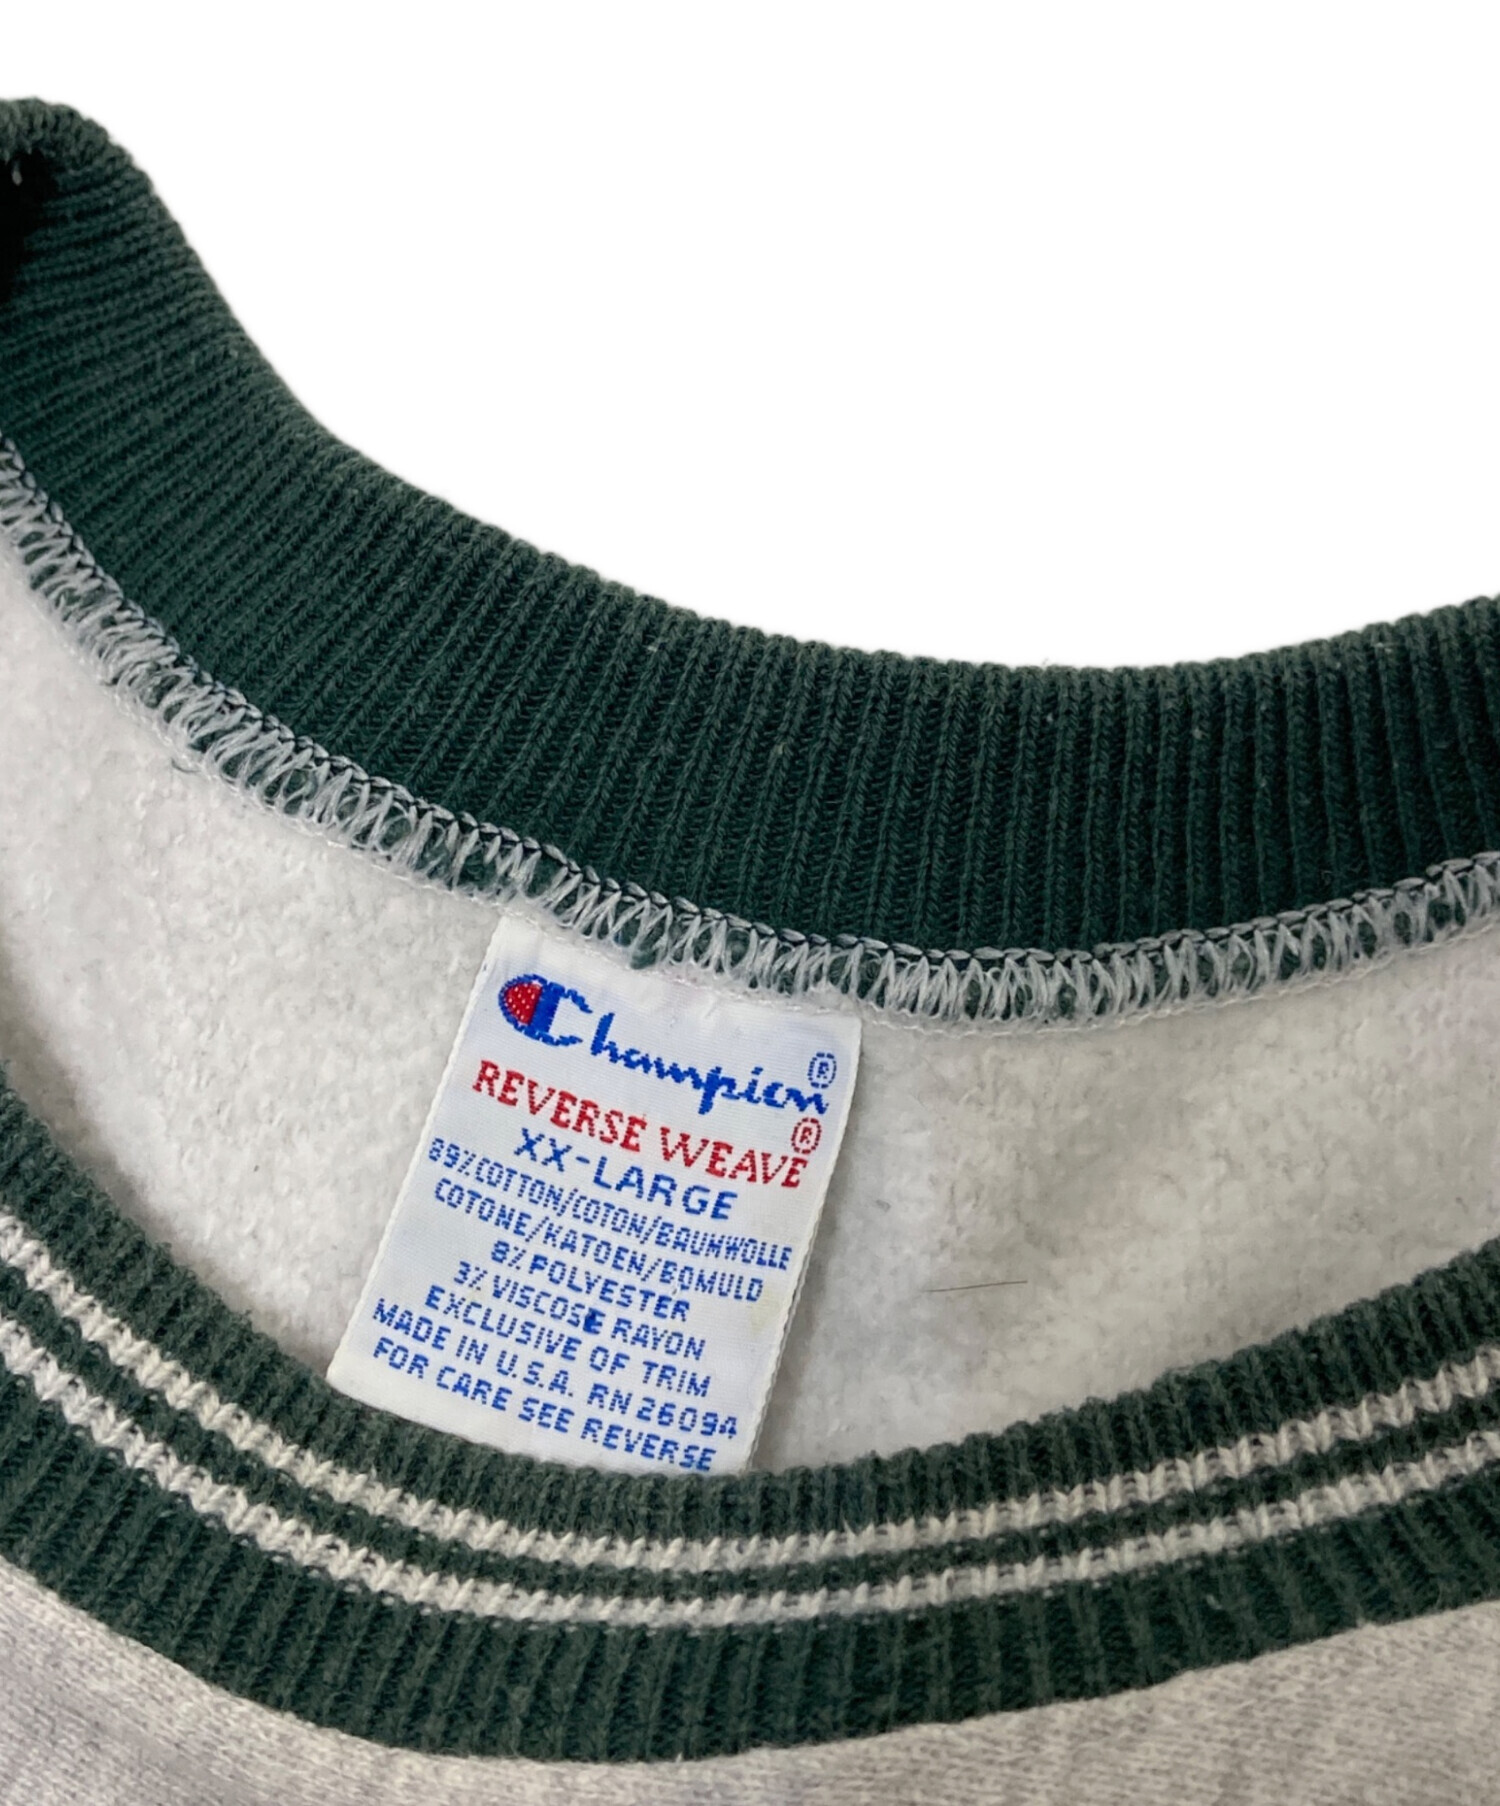 Champion®
REVERSE WEAVE®
XX-LARGE
89%COTTON/COTON/BAUMWOLLE
COTONE/KATOEN/BOMULD
8% POLYESTER
3% VISCOSE RAYON
EXCLUSIVE OF TRIM
MADE IN U.S.A. RN 26094
FOR CARE SEE REVERSE